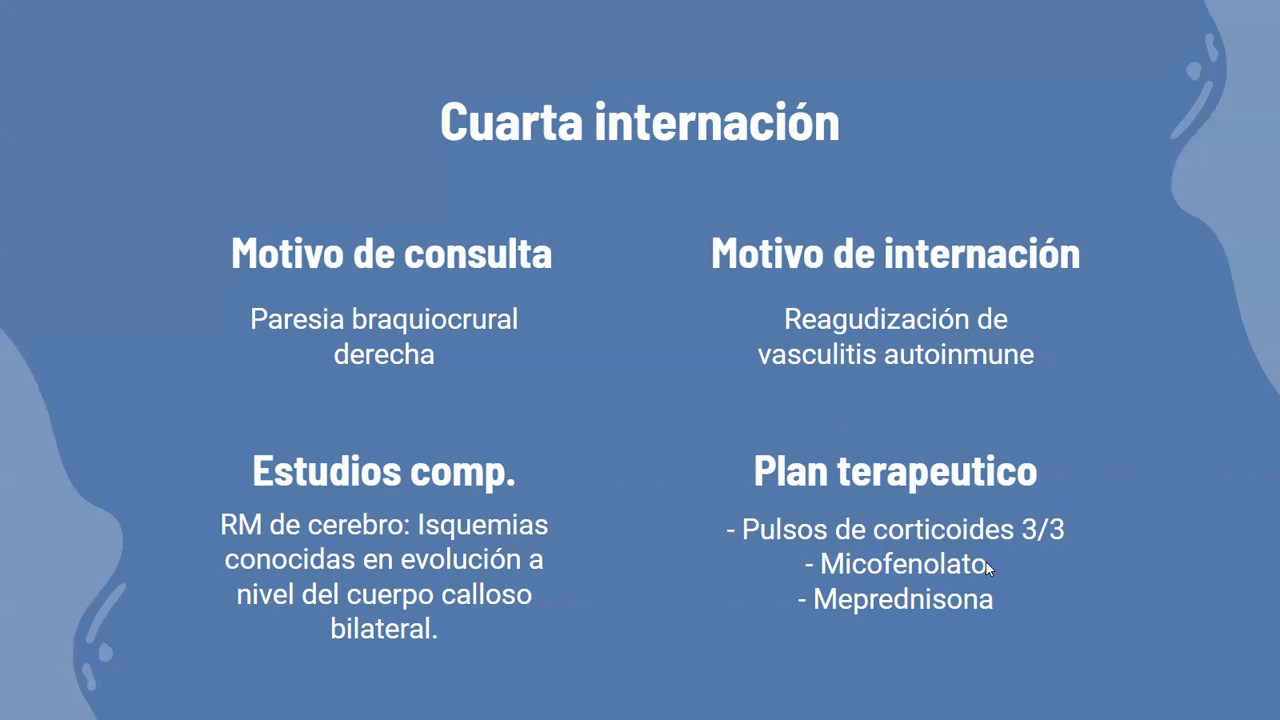 Cuarta internación
Motivo de consulta
Paresia braquiocrural
derecha
Motivo de internación
Reagudización de
vasculitis autoinmune
Estudios comp.
RM de cerebro: Isquemias
conocidas en evolución a
nivel del cuerpo calloso
bilateral.
Plan terapeutico
- Pulsos de corticoides 3/3
- Micofenolato
- Meprednisona